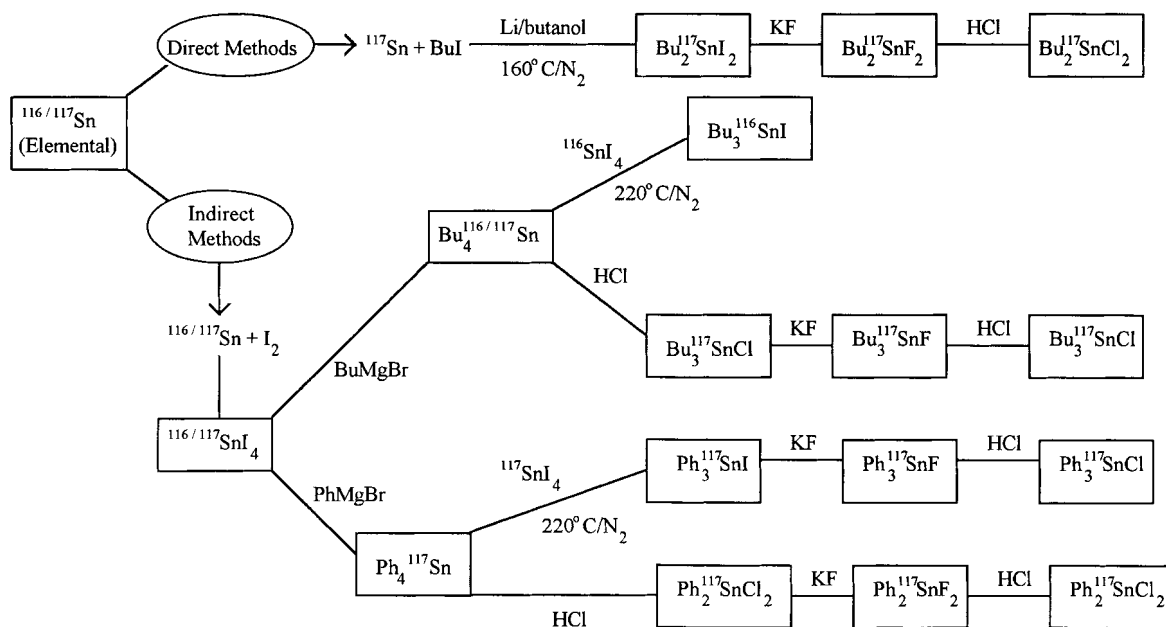 Direct Methods
¹¹⁷Sn + BuI
Li/butanol
160° C/N₂
Bu₂¹¹⁷SnI₂
KF
Bu₂¹¹⁷SnF₂
HCl
Bu₂¹¹⁷SnCl₂
¹¹⁶/¹¹⁷Sn
(Elemental)
¹¹⁶SnI₄
220° C/N₂
Bu₃¹¹⁶SnI
Indirect
Methods
Bu₄¹¹⁶/¹¹⁷Sn
HCl
¹¹⁶/¹¹⁷Sn + I₂
BuMgBr
Bu₃¹¹⁷SnCl
KF
Bu₃¹¹⁷SnF
HCl
Bu₃¹¹⁷SnCl
¹¹⁶/¹¹⁷SnI₄
PhMgBr
¹¹⁷SnI₄
220° C/N₂
Ph₃¹¹⁷SnI
KF
Ph₃¹¹⁷SnF
HCl
Ph₃¹¹⁷SnCl
Ph₄¹¹⁷Sn
HCl
Ph₂¹¹⁷SnCl₂
KF
Ph₂¹¹⁷SnF₂
HCl
Ph₂¹¹⁷SnCl₂